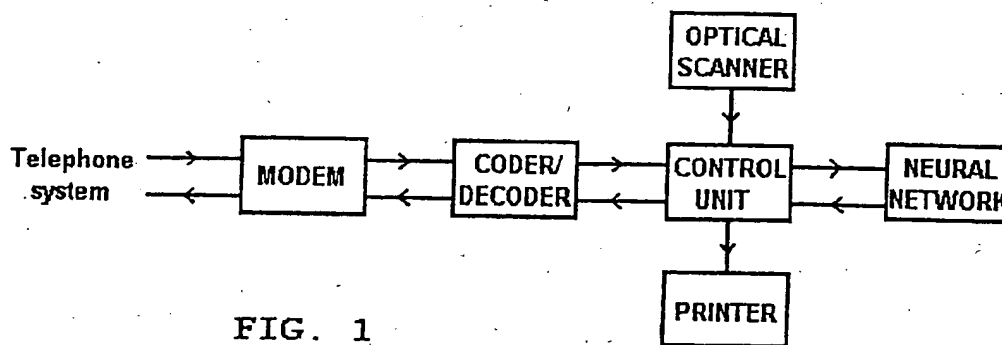 OPTICAL
SCANNER
Telephone
system
MODEM
CODER/
DECODER
CONTROL
UNIT
NEURAL
NETWORK
PRINTER
FIG. 1